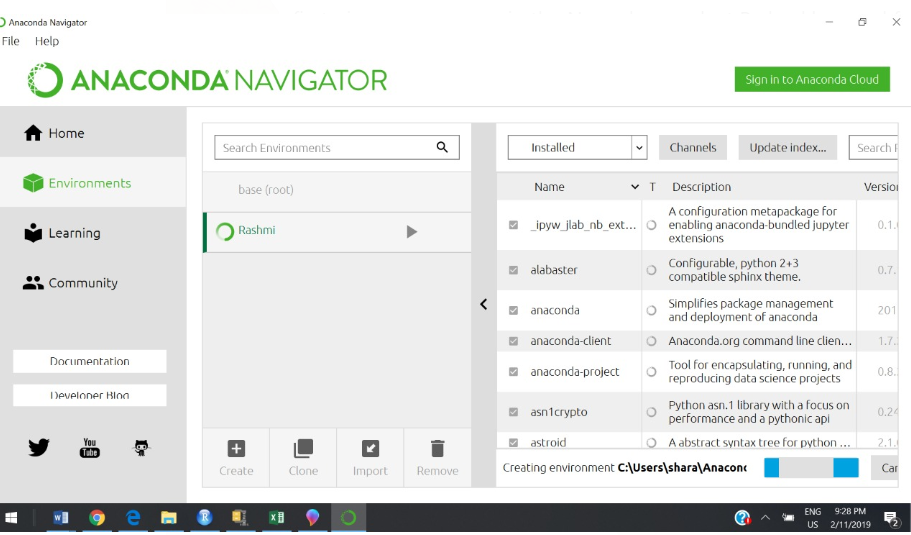 Anaconda Navigator
File Help
ANACONDA NAVIGATOR
Sign in to Anaconda Cloud
Home
Environments
Learning
Community
Documentation
Developer Blog
You
Tube
Search Environments
base (root)
Rashmi
Create Clone Import Remove
Installed Channels Update index... Search
Name T Description Version
_ipyw_jlab_nb_ext... A configuration metapackage for
enabling anaconda-bundled jupyter
extensions 0.1.
alabaster Configurable, python 2+3
compatible sphinx theme. 0.7.
anaconda Simplifies package management
and deployment of anaconda 201
anaconda-client Anaconda.org command line clien... 1.7.
anaconda-project Tool for encapsulating, running, and
reproducing data science projects 0.8.
asn1crypto Python asn.1 library with a focus on
performance and a pythonic api 0.24
astroid A abstract syntax tree for python ... 2.1.
Creating environment C:\Users\shara\Anacon Can
ENG 9:28 PM
US 2/11/2019
2